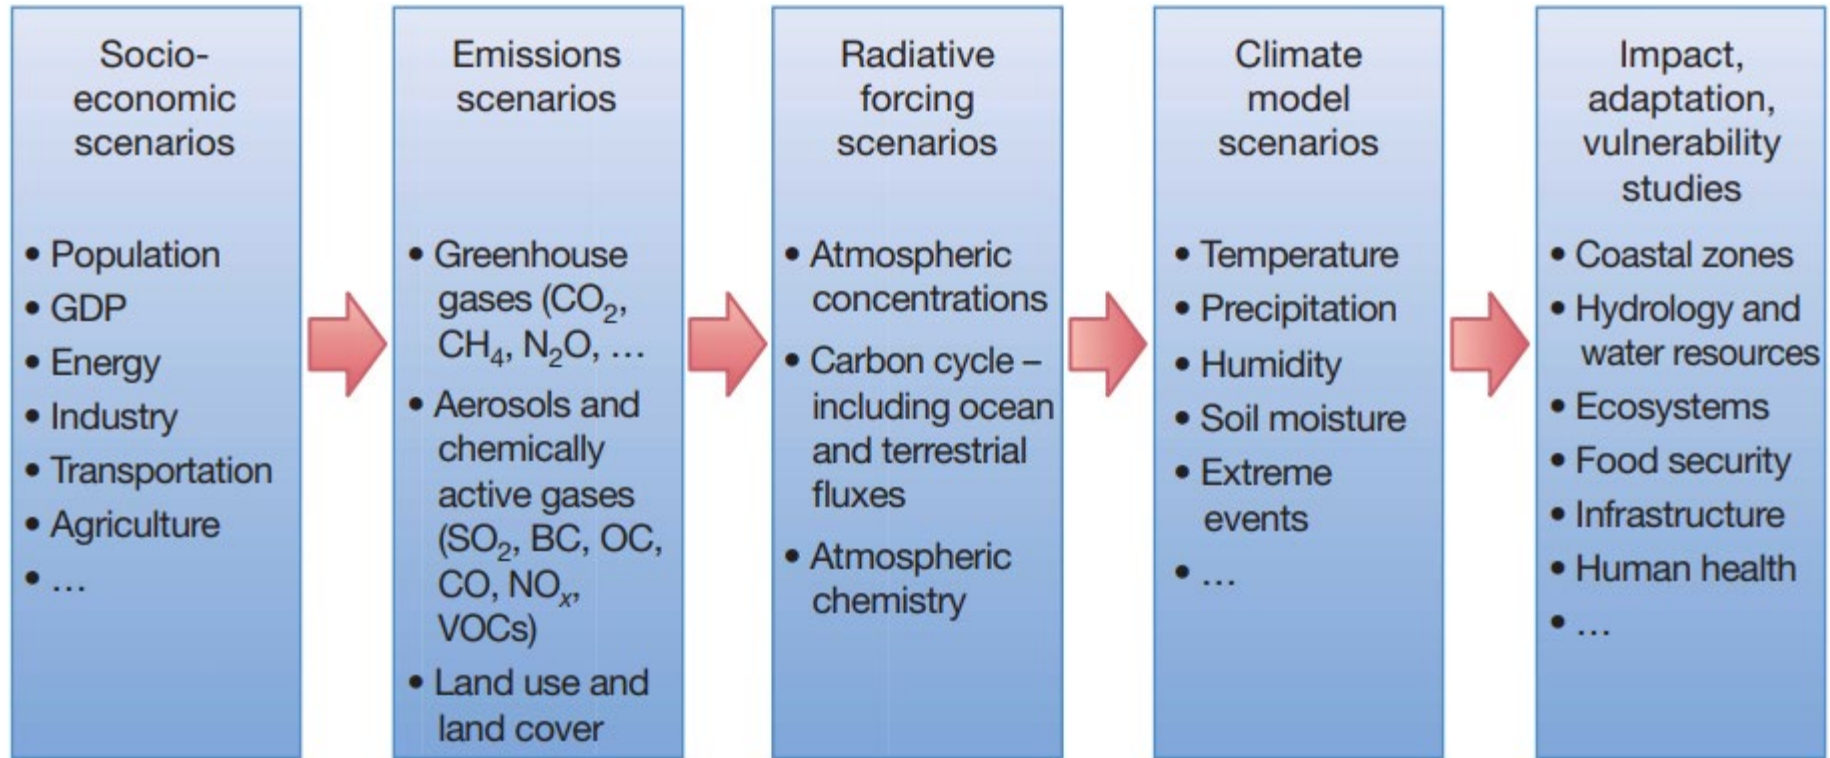 Socio-
economic
scenarios
• Population
• GDP
• Energy
• Industry
• Transportation
• Agriculture
• …
Emissions
scenarios
• Greenhouse
gases (CO₂,
CH₄, N₂O, …
• Aerosols and
chemically
active gases
(SO₂, BC, OC,
CO, NOₓ,
VOCs)
• Land use and
land cover
Radiative
forcing
scenarios
• Atmospheric
concentrations
• Carbon cycle –
including ocean
and terrestrial
fluxes
• Atmospheric
chemistry
Climate
model
scenarios
• Temperature
• Precipitation
• Humidity
• Soil moisture
• Extreme
events
• …
Impact,
adaptation,
vulnerability
studies
• Coastal zones
• Hydrology and
water resources
• Ecosystems
• Food security
• Infrastructure
• Human health
• …